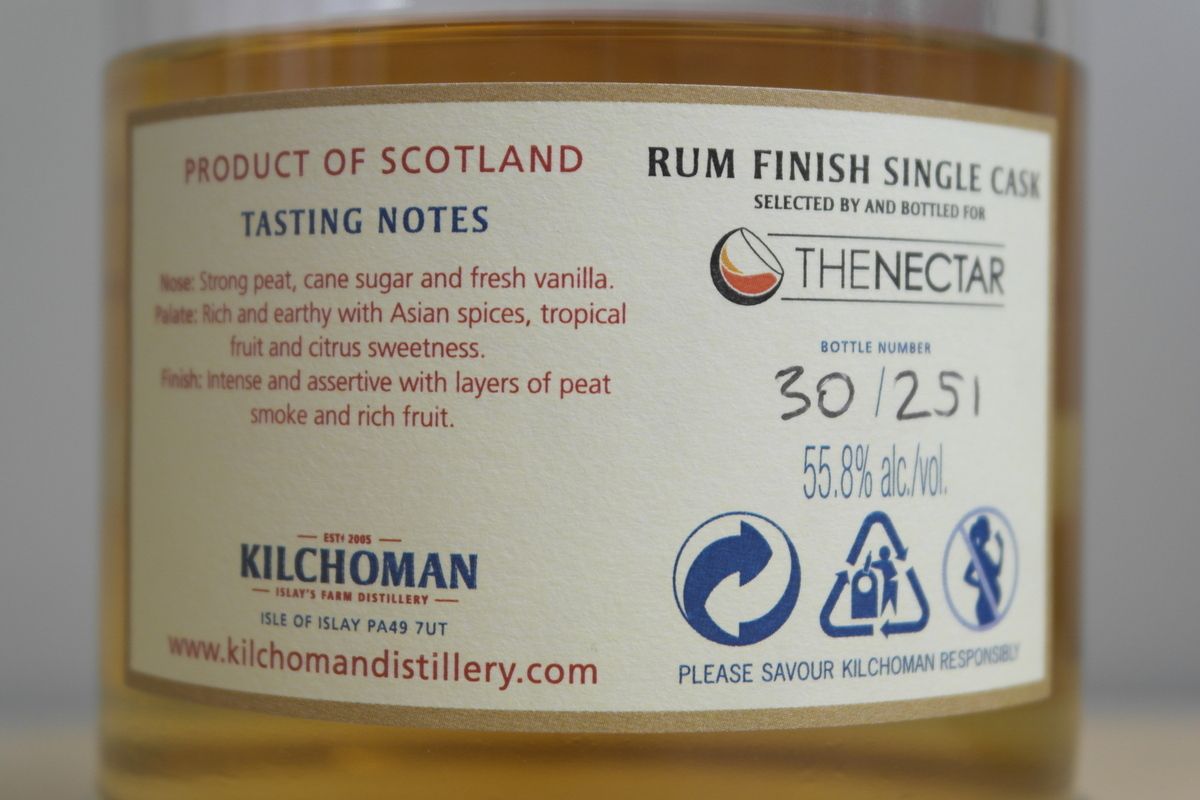 PRODUCT OF SCOTLAND
TASTING NOTES
Nose: Strong peat, cane sugar and fresh vanilla.
Palate: Rich and earthy with Asian spices, tropical
fruit and citrus sweetness.
Finish: Intense and assertive with layers of peat
smoke and rich fruit.
EST⁠d 2005
KILCHOMAN
ISLAY'S FARM DISTILLERY
ISLE OF ISLAY PA49 7UT
www.kilchomandistillery.com
RUM FINISH SINGLE CASK
SELECTED BY AND BOTTLED FOR
THENECTAR
BOTTLE NUMBER
30/251
55.8% alc./vol.
PLEASE SAVOUR KILCHOMAN RESPONSIBLY